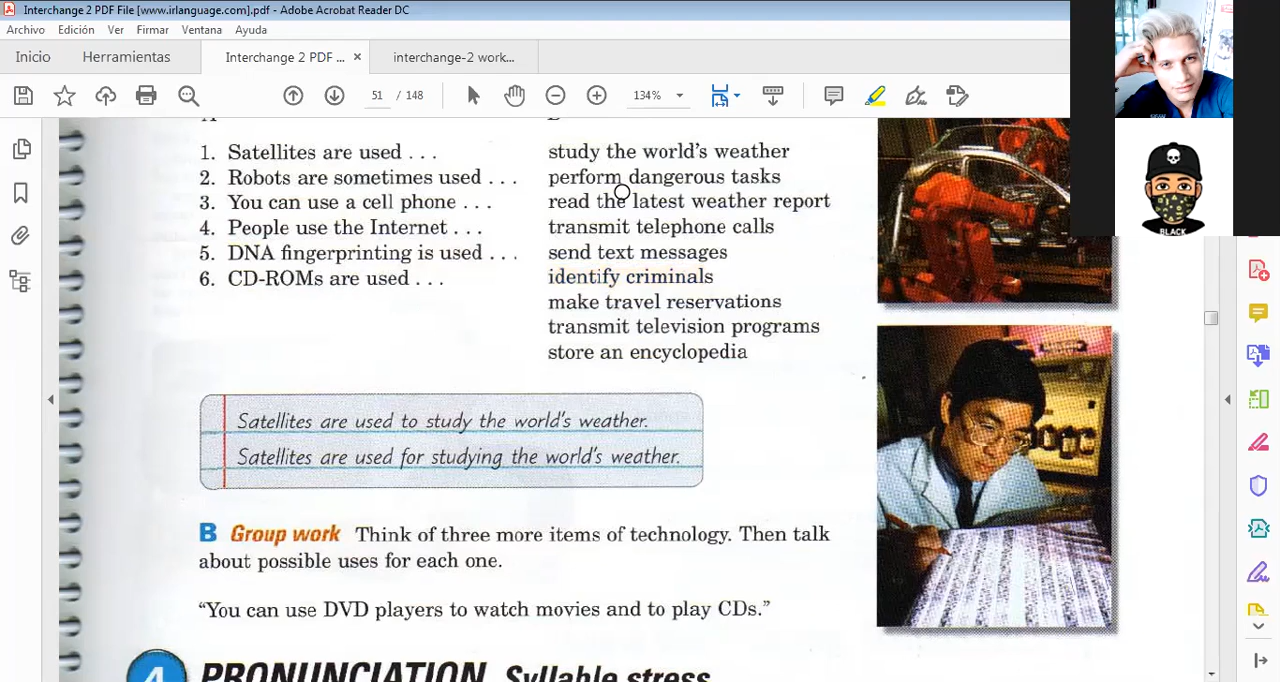 Interchange 2 PDF File [www.irlanguage.com].pdf - Adobe Acrobat Reader DC
Archivo Edición Ver Firmar Ventana Ayuda
Inicio Herramientas Interchange 2 PDF ... × interchange-2 work...
51 / 148 134%
1. Satellites are used . . .
2. Robots are sometimes used . . .
3. You can use a cell phone . . .
4. People use the Internet . . .
5. DNA fingerprinting is used . . .
6. CD-ROMs are used . . .
study the world's weather
perform dangerous tasks
read the latest weather report
transmit telephone calls
send text messages
identify criminals
make travel reservations
transmit television programs
store an encyclopedia
Satellites are used to study the world's weather.
Satellites are used for studying the world's weather.
B Group work Think of three more items of technology. Then talk
about possible uses for each one.
"You can use DVD players to watch movies and to play CDs."
4 PRONUNCIATION Syllable stress
BLACK